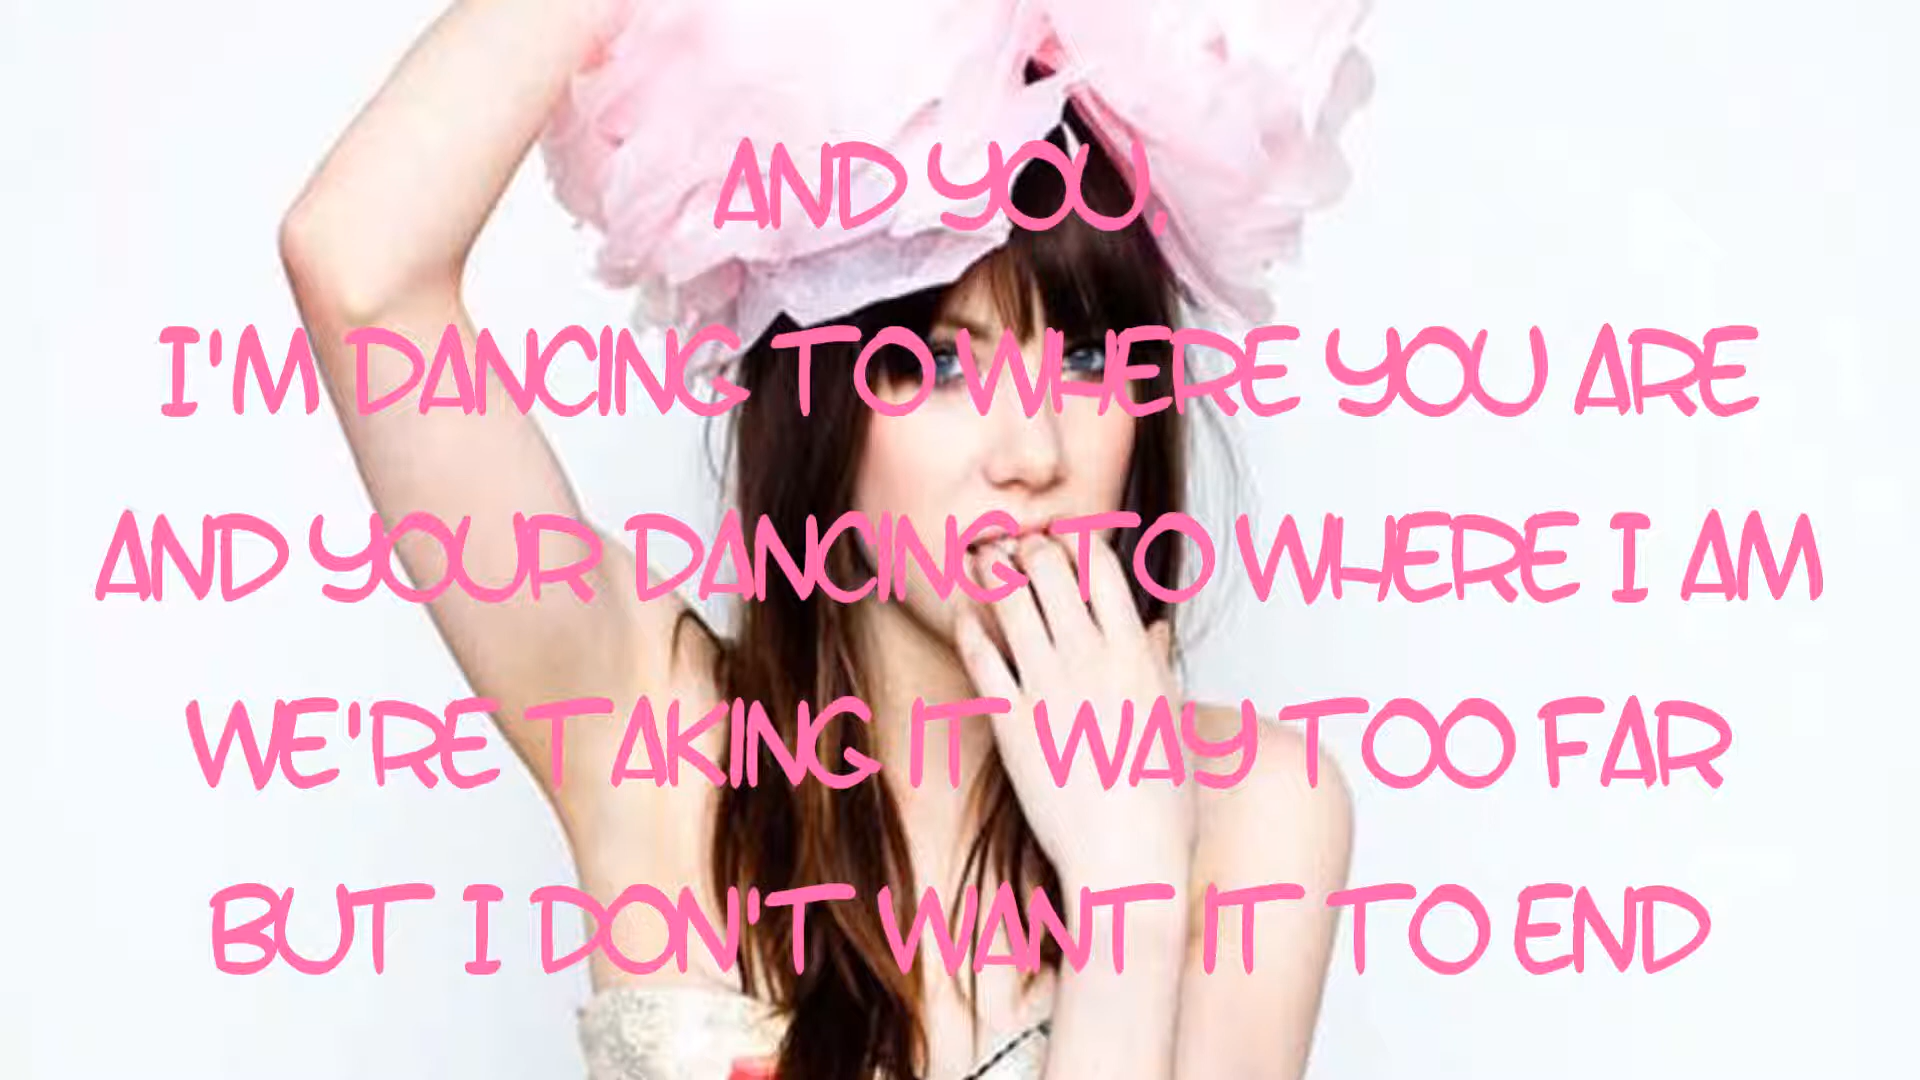 AND YOU,
I'M DANCING TO WHERE YOU ARE
AND YOUR DANCING TO WHERE I AM
WE'RE TAKING IT WAY TOO FAR
BUT I DON'T WANT IT TO END